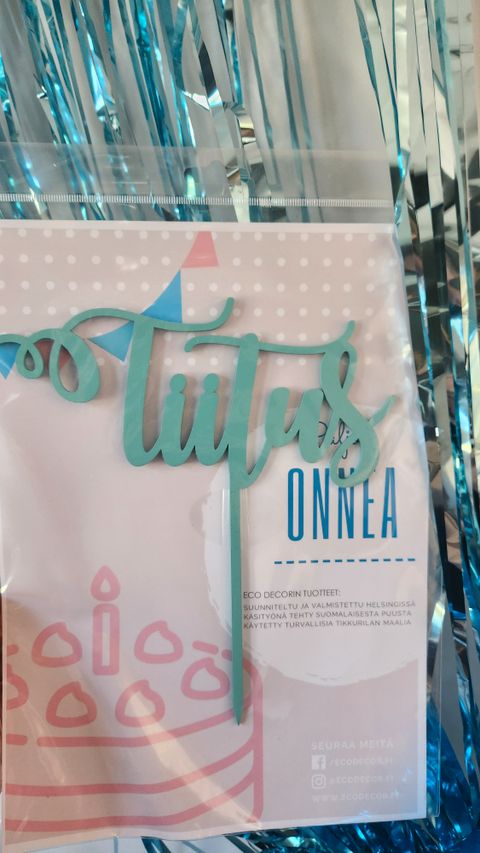 Tiitus
ONNEA
ECO DECORIN TUOTTEET:
SUUNNITELTU JA VALMISTETTU HELSINGISSÄ
KÄSITYÖNÄ TEHTY SUOMALAISESTA PUUSTA
KÄYTETTY TURVALLISIA TIKKURILAN MAALIA
SEURAA MEITÄ
/ECODECOR.FI
@ECODECOR.FI
WWW.ECODECOR.FI